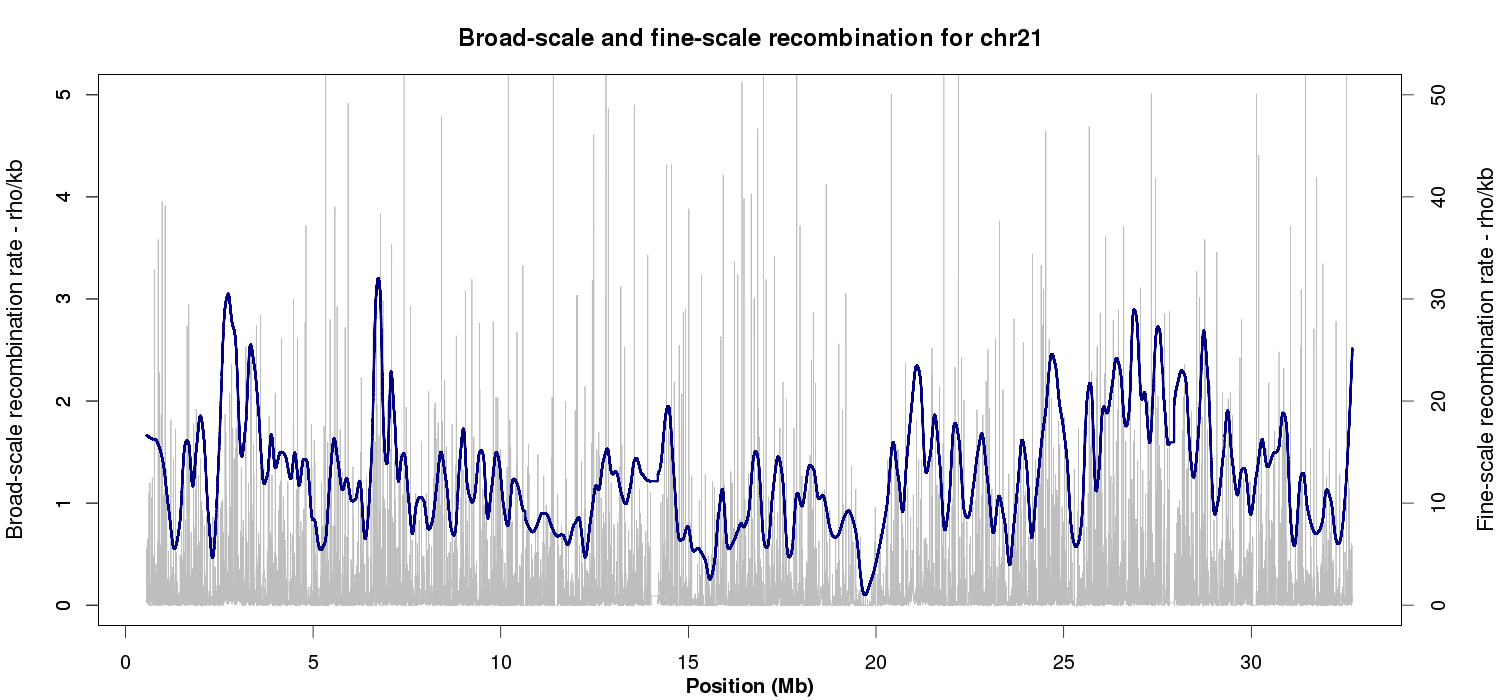 Broad-scale and fine-scale recombination for chr21
Broad-scale recombination rate - rho/kb
5
4
3
2
1
0
50
40
30
20
10
0
Fine-scale recombination rate - rho/kb
0 5 10 15 20 25 30
Position (Mb)